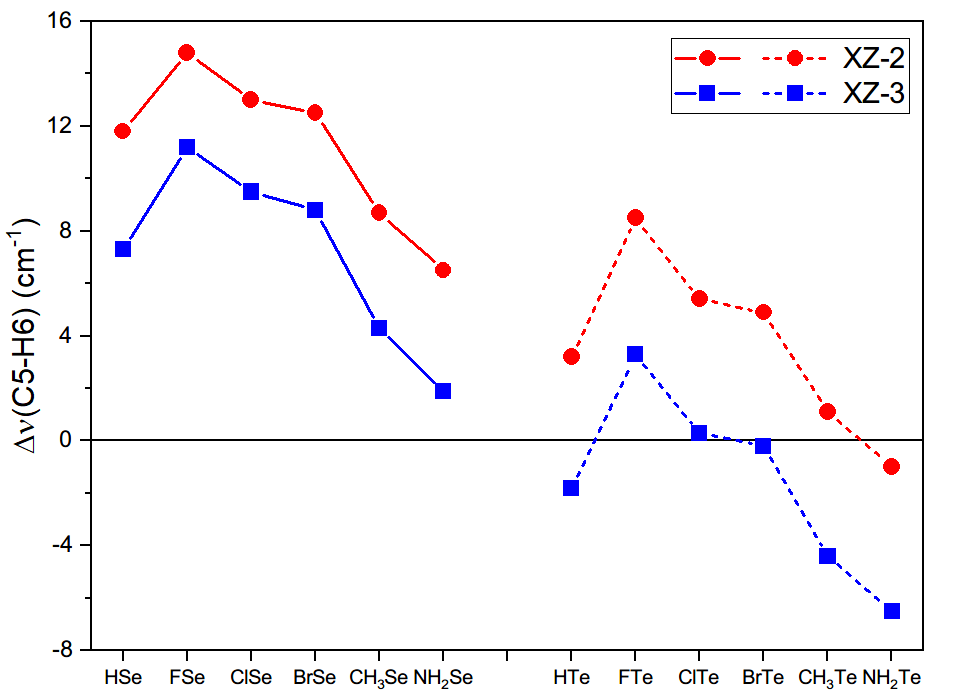 XZ-2
XZ-3
Δν(C5-H6) (cm⁻¹)
16
12
8
4
0
-4
-8
HSe FSe ClSe BrSe CH₃Se NH₂Se HTe FTe ClTe BrTe CH₃Te NH₂Te